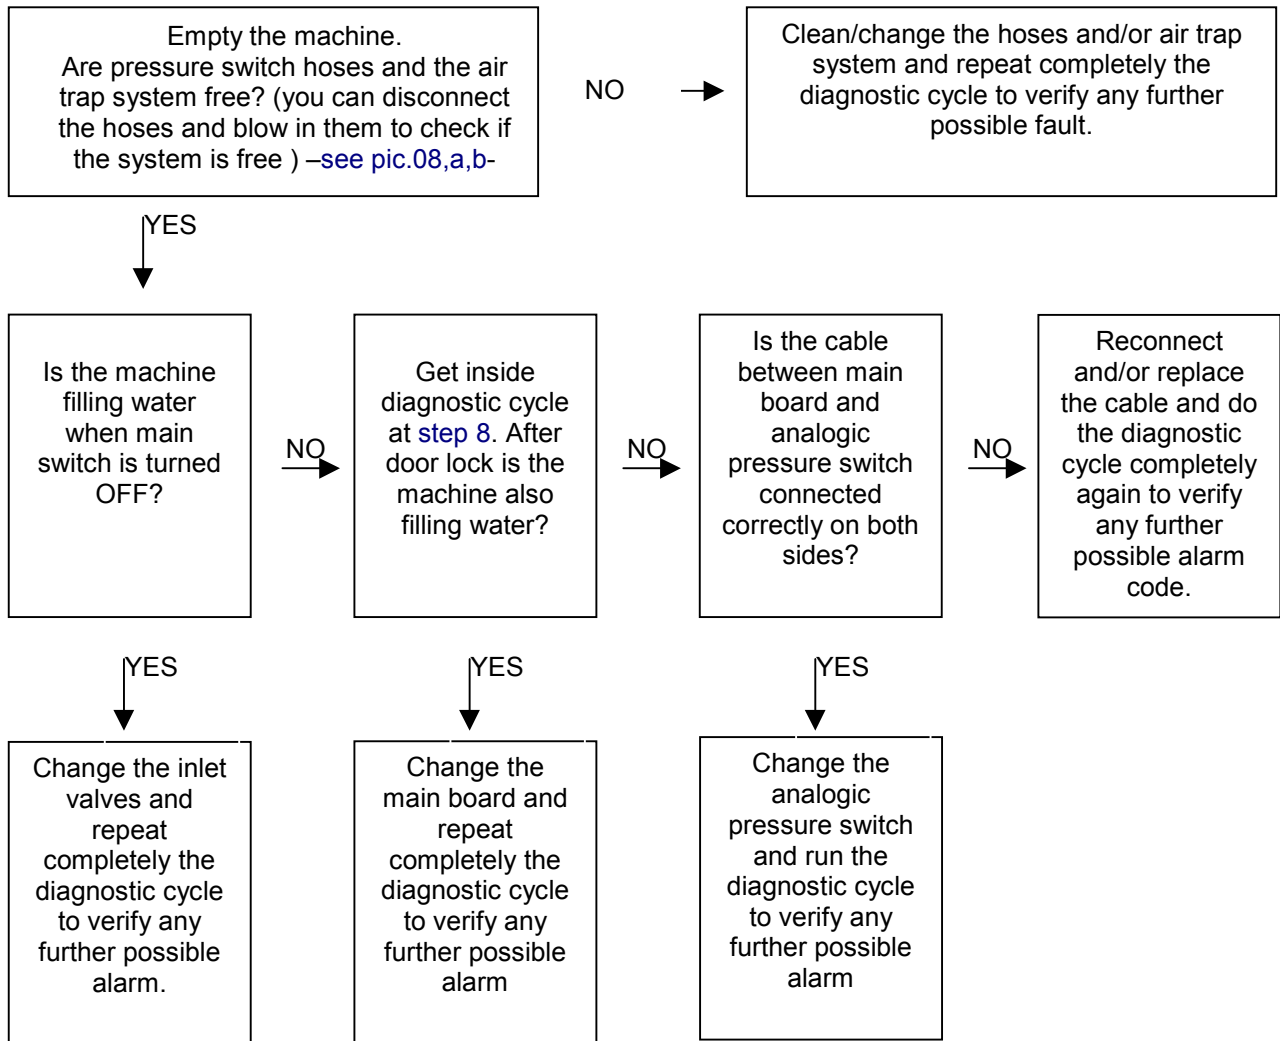 Empty the machine.
Are pressure switch hoses and the air
trap system free? (you can disconnect
the hoses and blow in them to check if
the system is free ) –see pic.08,a,b-
NO
Clean/change the hoses and/or air trap
system and repeat completely the
diagnostic cycle to verify any further
possible fault.
YES
Is the machine
filling water
when main
switch is turned
OFF?
NO
Get inside
diagnostic cycle
at step 8. After
door lock is the
machine also
filling water?
NO
Is the cable
between main
board and
analogic
pressure switch
connected
correctly on both
sides?
NO
Reconnect
and/or replace
the cable and do
the diagnostic
cycle completely
again to verify
any further
possible alarm
code.
YES
YES
YES
Change the inlet
valves and
repeat
completely the
diagnostic cycle
to verify any
further possible
alarm.
Change the
main board and
repeat
completely the
diagnostic cycle
to verify any
further possible
alarm
Change the
analogic
pressure switch
and run the
diagnostic cycle
to verify any
further possible
alarm